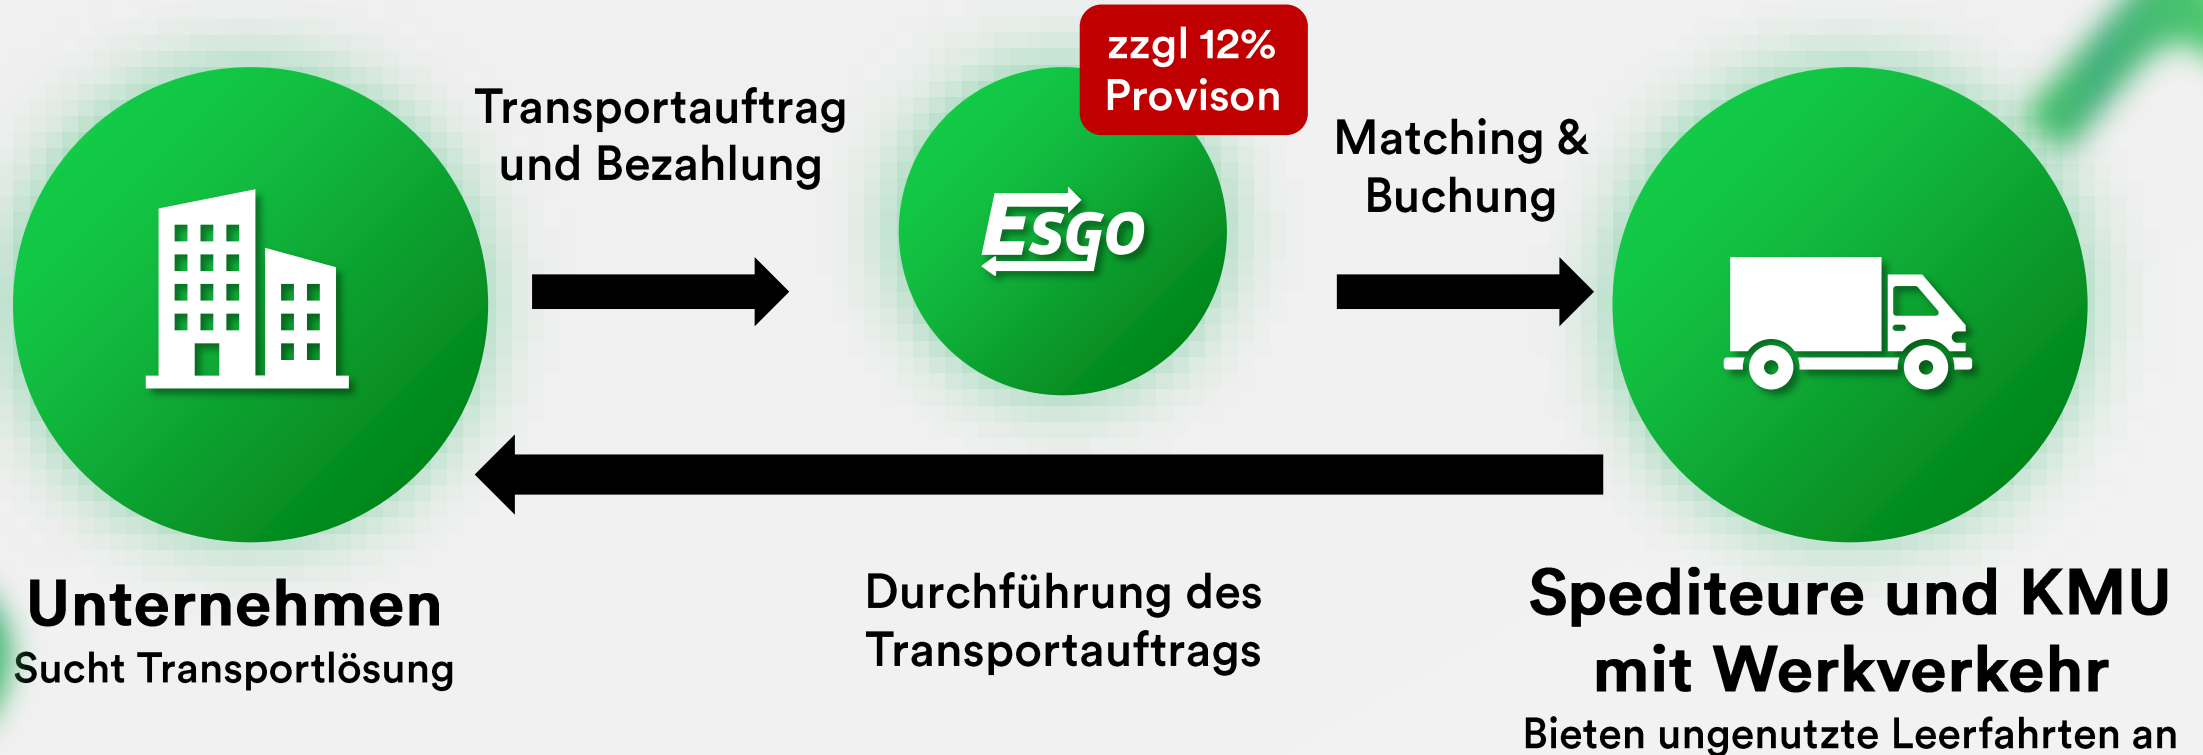 zzgl 12%
Provison
Transportauftrag
und Bezahlung
ESGO
Matching &
Buchung
Unternehmen
Sucht Transportlösung
Durchführung des
Transportauftrags
Spediteure und KMU
mit Werkverkehr
Bieten ungenutzte Leerfahrten an